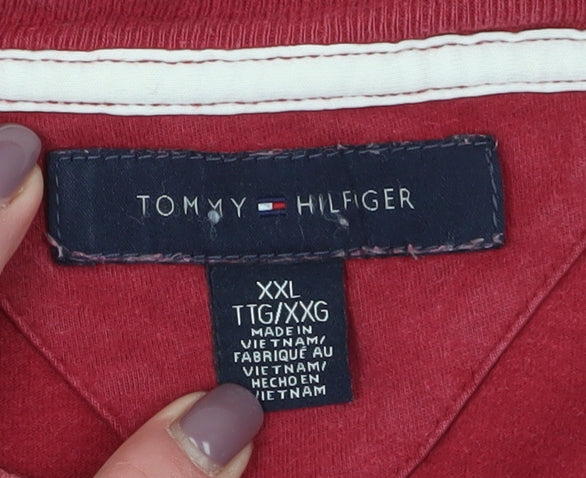 TOMMY HILFIGER
XXL
TTG/XXG
MADE IN
VIETNAM/
FABRIQUÉ AU
VIETNAM/
HECHO EN
VIETNAM